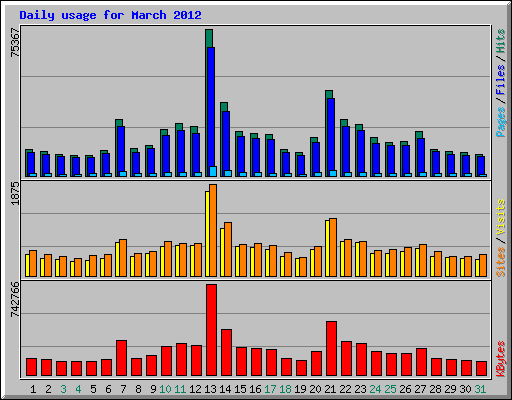 Daily usage for March 2012
75367
Pages / Files / Hits
1875
Sites / Visits
742766
KBytes
1 2 3 4 5 6 7 8 9 10 11 12 13 14 15 16 17 18 19 20 21 22 23 24 25 26 27 28 29 30 31